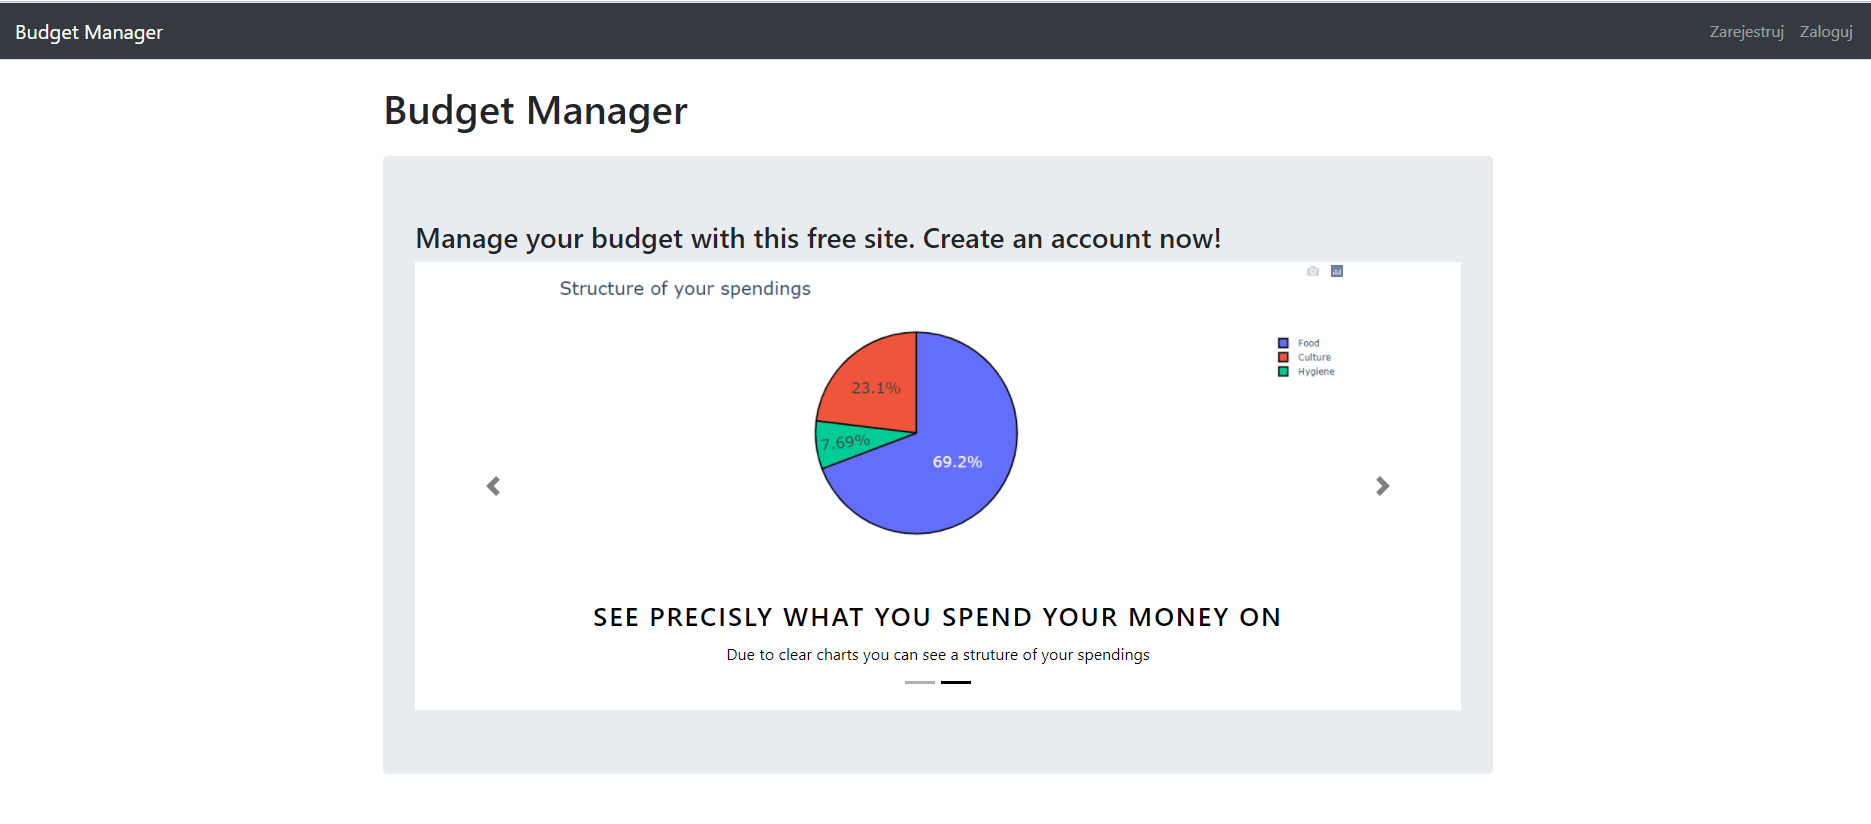 Budget Manager
Zarejestruj Zaloguj
Budget Manager
Manage your budget with this free site. Create an account now!
Structure of your spendings
Food
Culture
Hygiene
23.1%
7.69%
69.2%
SEE PRECISLY WHAT YOU SPEND YOUR MONEY ON
Due to clear charts you can see a struture of your spendings